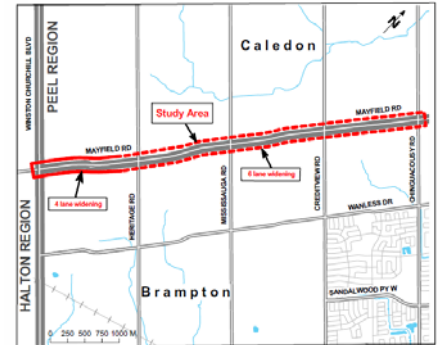 N
Caledon
WINSTON CHURCHILL BLVD
PEEL REGION
Study Area
MAYFIELD RD
MAYFIELD RD
4 lane widening
6 lane widening
HERITAGE RD
MISSISSAUGA RD
CREDITVIEW RD
CHINGUACOUSY RD
HALTON REGION
WANLESS DR
Brampton
SANDALWOOD PY W
0 250 500 1000 M